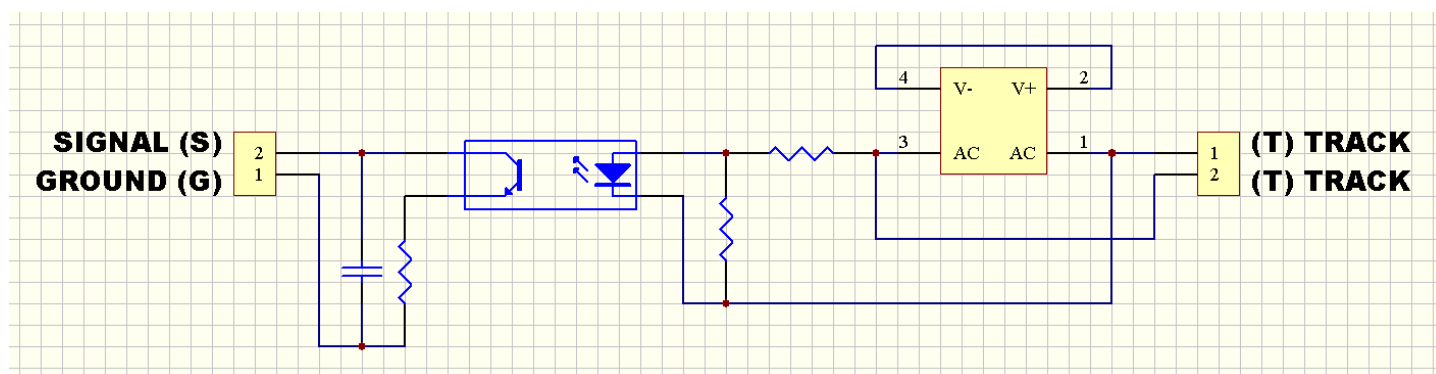 4 V- V+ 2
SIGNAL (S) 2
GROUND (G) 1
3 AC AC 1
1 (T) TRACK
2 (T) TRACK